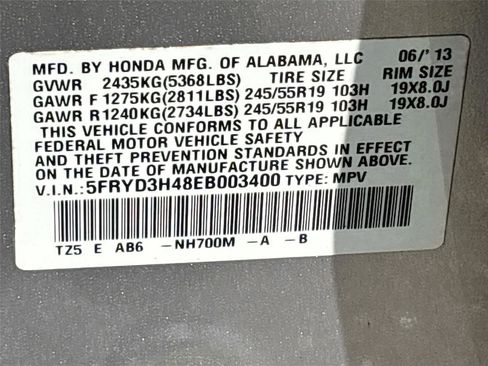 MFD. BY HONDA MFG. OF ALABAMA, LLC 06/'13
GVWR 2435KG(5368LBS) TIRE SIZE RIM SIZE
GAWR F 1275KG(2811LBS) 245/55R19 103H 19X8.0J
GAWR R 1240KG(2734LBS) 245/55R19 103H 19X8.0J
THIS VEHICLE CONFORMS TO ALL APPLICABLE
FEDERAL MOTOR VEHICLE SAFETY
AND THEFT PREVENTION STANDARDS IN EFFECT
ON THE DATE OF MANUFACTURE SHOWN ABOVE.
V.I.N.: 5FRYD3H48EB003400 TYPE: MPV
TZ5 E AB6 -NH700M -A -B